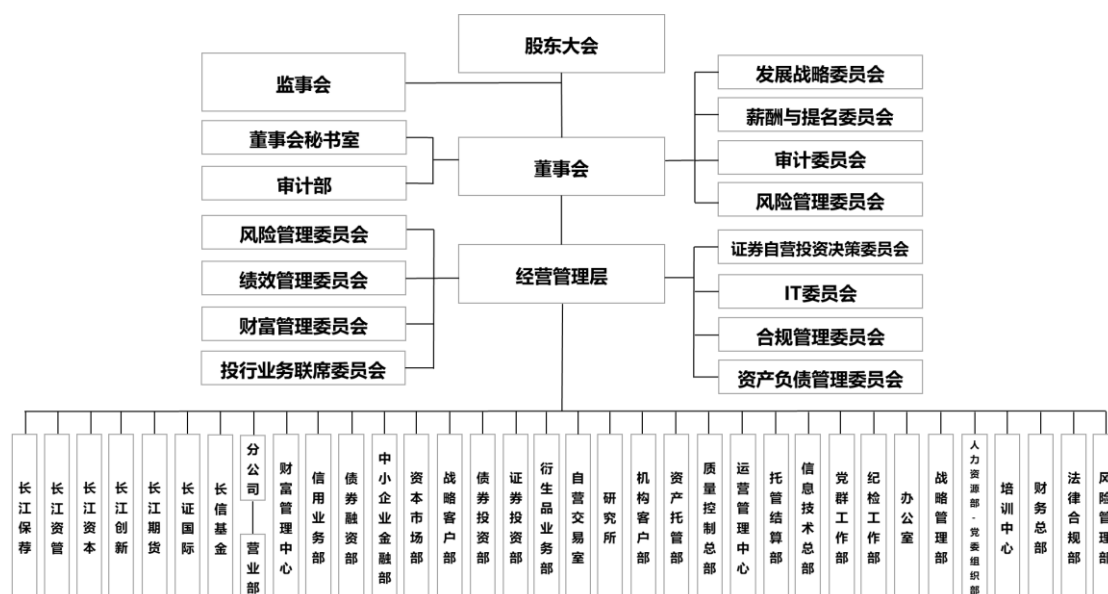 股东大会
监事会
发展战略委员会
薪酬与提名委员会
董事会秘书室
董事会
审计委员会
审计部
风险管理委员会
风险管理委员会
证券自营投资决策委员会
绩效管理委员会
经营管理层
IT委员会
财富管理委员会
合规管理委员会
投行业务联席委员会
资产负债管理委员会
长江保荐
长江资管
长江资本
长江创新
长江期货
长证国际
长信基金
分公司
营业部
财富管理中心
信用业务部
债券融资部
中小企业金融部
资本市场部
战略客户部
债券投资部
证券投资部
衍生品业务部
自营交易室
研究所
机构客户部
资产托管部
质量控制总部
运营管理中心
托管结算部
信息技术总部
党群工作部
纪检工作部
办公室
战略管理部
人力资源部-党委组织部
培训中心
财务总部
法律合规部
风险管理部